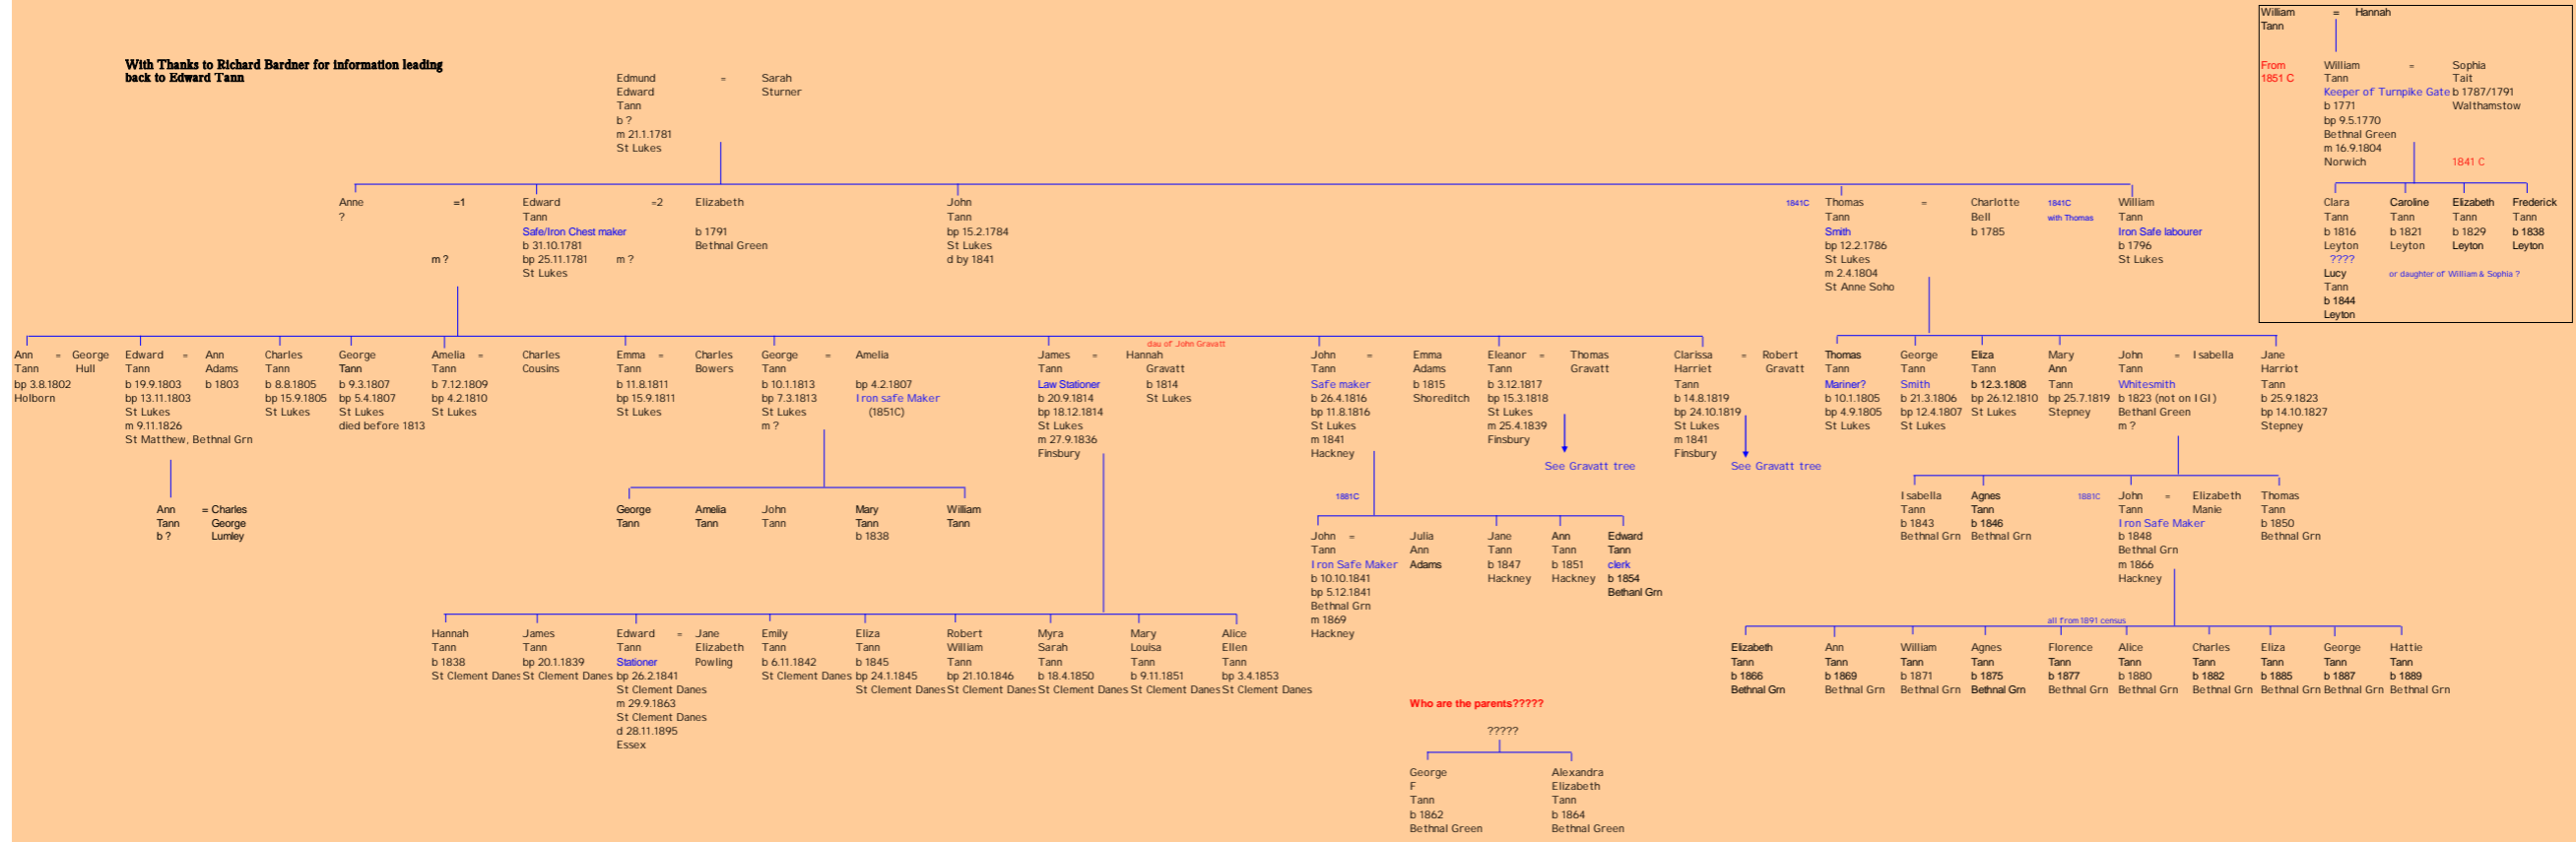 With Thanks to Richard Bardner for information leading
back to Edward Tann
William = Hannah
Tann
From
1851 C
William = Sophia
Tann Tait
Keeper of Turnpike Gate b 1787/1791
b 1771 Walthamstow
bp 9.5.1770
Bethnal Green
m 16.9.1804
Norwich 1841 C
Clara Caroline Elizabeth Frederick
Tann Tann Tann Tann
b 1816 b 1821 b 1829 b 1838
Leyton Leyton Leyton Leyton
????
Lucy or daughter of William & Sophia ?
Tann
b 1844
Leyton
Edmund = Sarah
Edward Sturner
Tann
b ?
m 21.1.1781
St Lukes
Anne =1 Edward =2 Elizabeth
? Tann
Safe/Iron Chest maker b 1791
b 31.10.1781 Bethnal Green
m ? bp 25.11.1781 m ?
St Lukes
John
Tann
bp 15.2.1784
St Lukes
d by 1841
1841C Thomas = Charlotte
Tann Bell
Smith b 1785
bp 12.2.1786
St Lukes
m 2.4.1804
St Anne Soho
1841C William
with Thomas Tann
Iron Safe labourer
b 1796
St Lukes
Ann = George
Tann Hull
bp 3.8.1802
Holborn
Edward = Ann
Tann Adams
b 19.9.1803 b 1803
bp 13.11.1803
St Lukes
m 9.11.1826
St Matthew, Bethnal Grn
Charles
Tann
b 8.8.1805
bp 15.9.1805
St Lukes
George
Tann
b 9.3.1807
bp 5.4.1807
St Lukes
died before 1813
Amelia = Charles
Tann Cousins
b 7.12.1809
bp 4.2.1810
St Lukes
Emma = Charles
Tann Bowers
b 11.8.1811
bp 15.9.1811
St Lukes
George = Amelia
Tann
b 10.1.1813 bp 4.2.1807
bp 7.3.1813 Iron safe Maker
St Lukes (1851C)
m ?
dau of John Gravatt
James = Hannah
Tann Gravatt
Law Stationer b 1814
b 20.9.1814 St Lukes
bp 18.12.1814
St Lukes
m 27.9.1836
Finsbury
John = Emma
Tann Adams
Safe maker b 1815
b 26.4.1816 Shoreditch
bp 11.8.1816
St Lukes
m 1841
Hackney
Eleanor = Thomas
Tann Gravatt
b 3.12.1817
bp 15.3.1818
St Lukes
m 25.4.1839
Finsbury
See Gravatt tree
Clarissa = Robert
Harriet Gravatt
Tann
b 14.8.1819
bp 24.10.1819
St Lukes
m 1841
Finsbury
See Gravatt tree
Thomas
Tann
Mariner?
b 10.1.1805
bp 4.9.1805
St Lukes
George
Tann
Smith
b 21.3.1806
bp 12.4.1807
St Lukes
Eliza
Tann
b 12.3.1808
bp 26.12.1810
St Lukes
Mary
Ann
Tann
bp 25.7.1819
Stepney
John = Isabella
Tann
Whitesmith
b 1823 (not on IGI)
Bethanl Green
m ?
Jane
Harriot
Tann
b 25.9.1823
bp 14.10.1827
Stepney
Ann = Charles
Tann George
b ? Lumley
George Amelia John Mary William
Tann Tann Tann Tann Tann
b 1838
1881C
John = Julia
Tann Ann
Iron Safe Maker Adams
b 10.10.1841
bp 5.12.1841
Bethnal Grn
m 1869
Hackney
Jane
Tann
b 1847
Hackney
Ann
Tann
b 1851
Hackney
Edward
Tann
clerk
b 1854
Bethanl Grn
Isabella
Tann
b 1843
Bethnal Grn
Agnes
Tann
b 1846
Bethnal Grn
1881C John = Elizabeth
Tann Manie
Iron Safe Maker
b 1848
Bethnal Grn
m 1866
Hackney
Thomas
Tann
b 1850
Bethnal Grn
Hannah
Tann
b 1838
St Clement Danes
James
Tann
bp 20.1.1839
St Clement Danes
Edward = Jane
Tann Elizabeth
Stationer Powling
bp 26.2.1841
St Clement Danes
m 29.9.1863
St Clement Danes
d 28.11.1895
Essex
Emily
Tann
b 6.11.1842
St Clement Danes
Eliza
Tann
b 1845
bp 24.1.1845
St Clement Danes
Robert
William
Tann
bp 21.10.1846
St Clement Danes
Myra
Sarah
Tann
b 18.4.1850
St Clement Danes
Mary
Louisa
Tann
b 9.11.1851
St Clement Danes
Alice
Ellen
Tann
bp 3.4.1853
St Clement Danes
all from 1891 census
Elizabeth Ann William Agnes Florence Alice Charles Eliza George Hattie
Tann Tann Tann Tann Tann Tann Tann Tann Tann Tann
b 1866 b 1869 b 1871 b 1875 b 1877 b 1880 b 1882 b 1885 b 1887 b 1889
Bethnal Grn Bethnal Grn Bethnal Grn Bethnal Grn Bethnal Grn Bethnal Grn Bethnal Grn Bethnal Grn Bethnal Grn Bethnal Grn
Who are the parents?????
?????
George Alexandra
F Elizabeth
Tann Tann
b 1862 b 1864
Bethnal Green Bethnal Green